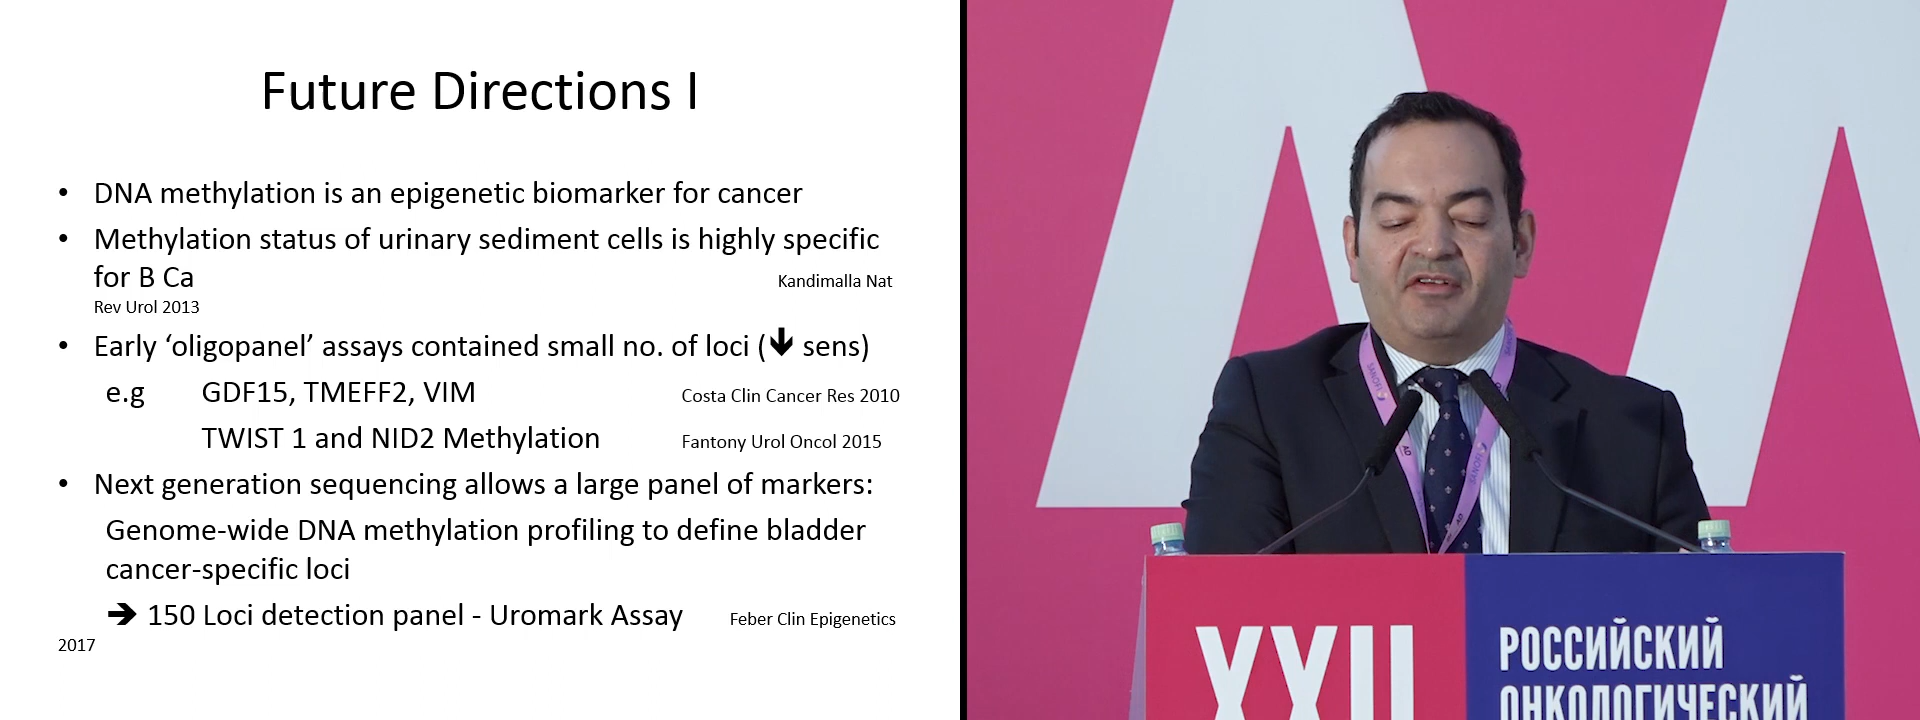 Future Directions I
• DNA methylation is an epigenetic biomarker for cancer
• Methylation status of urinary sediment cells is highly specific
for B Ca Kandimalla Nat
Rev Urol 2013
• Early ‘oligopanel’ assays contained small no. of loci (🡫 sens)
e.g GDF15, TMEFF2, VIM Costa Clin Cancer Res 2010
TWIST 1 and NID2 Methylation Fantony Urol Oncol 2015
• Next generation sequencing allows a large panel of markers:
Genome-wide DNA methylation profiling to define bladder
cancer-specific loci
🡪 150 Loci detection panel - Uromark Assay Feber Clin Epigenetics
2017
SANOFI
SANOFI
XXII
РОССИЙСКИЙ
ОНКОЛОГИЧЕСКИЙ